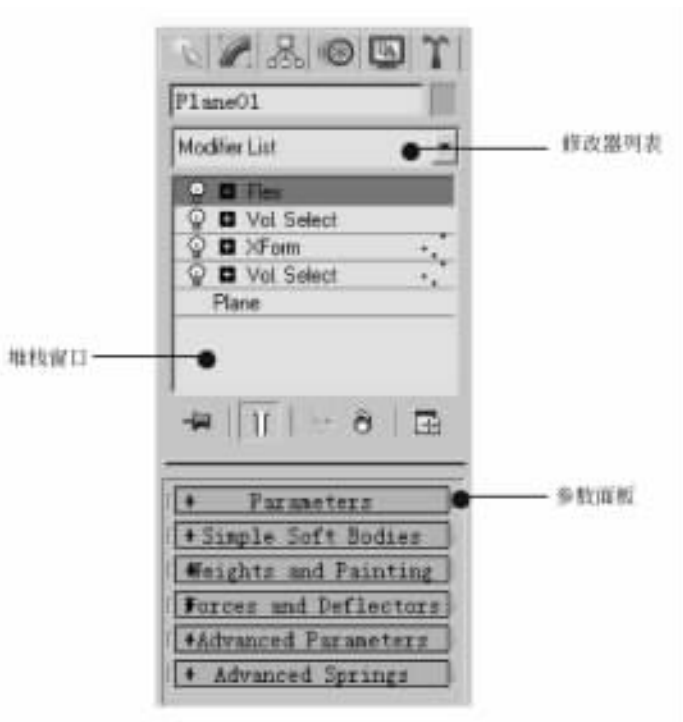 Plane01
Modifier List
修改器列表
Flex
Vol. Select
XForm
Vol. Select
Plane
堆栈窗口
Parameters
参数面板
Simple Soft Bodies
Weights and Painting
Forces and Deflectors
Advanced Parameters
Advanced Springs